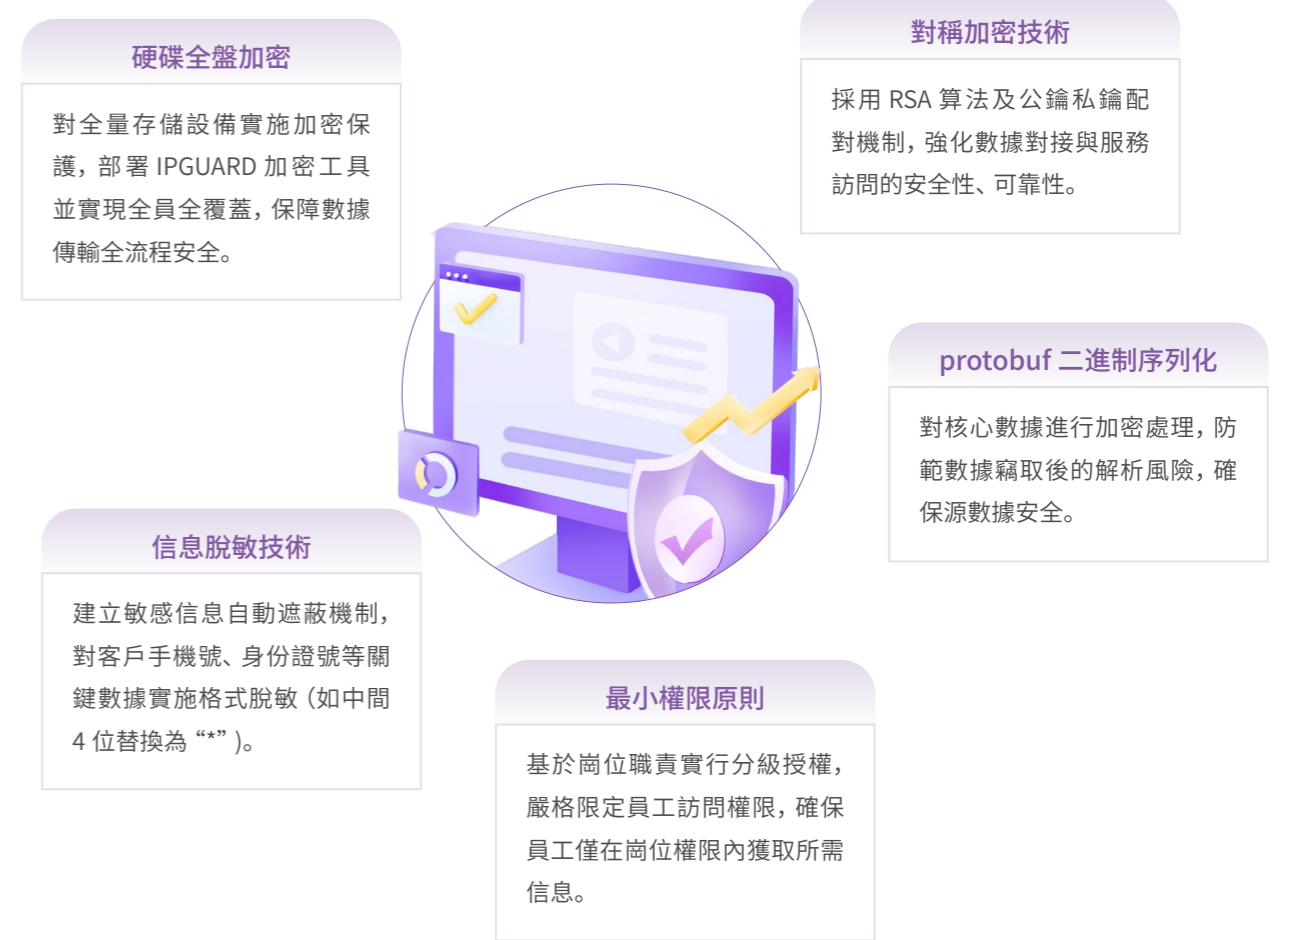 硬碟全盤加密
對全量存儲設備實施加密保
護，部署 IPGUARD 加密工具
並實現全員全覆蓋，保障數據
傳輸全流程安全。
對稱加密技術
採用 RSA 算法及公鑰私鑰配
對機制，強化數據對接與服務
訪問的安全性、可靠性。
protobuf 二進制序列化
對核心數據進行加密處理，防
範數據竊取後的解析風險，確
保源數據安全。
信息脫敏技術
建立敏感信息自動遮蔽機制，
對客戶手機號、身份證號等關
鍵數據實施格式脫敏（如中間
4 位替換為 “*” )。
最小權限原則
基於崗位職責實行分級授權，
嚴格限定員工訪問權限，確保
員工僅在崗位權限內獲取所需
信息。